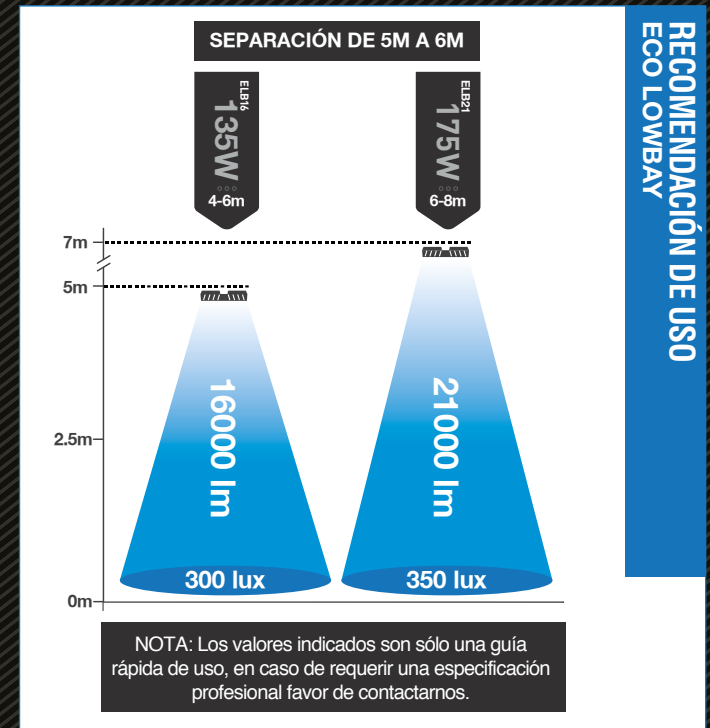 RECOMENDACIÓN DE USO
ECO LOWBAY
SEPARACIÓN DE 5M A 6M
ELB16
135W
4-6m
ELB21
175W
6-8m
7m
5m
2.5m
0m
16000 lm
300 lux
21000 lm
350 lux
NOTA: Los valores indicados son sólo una guía
rápida de uso, en caso de requerir una especificación
profesional favor de contactarnos.